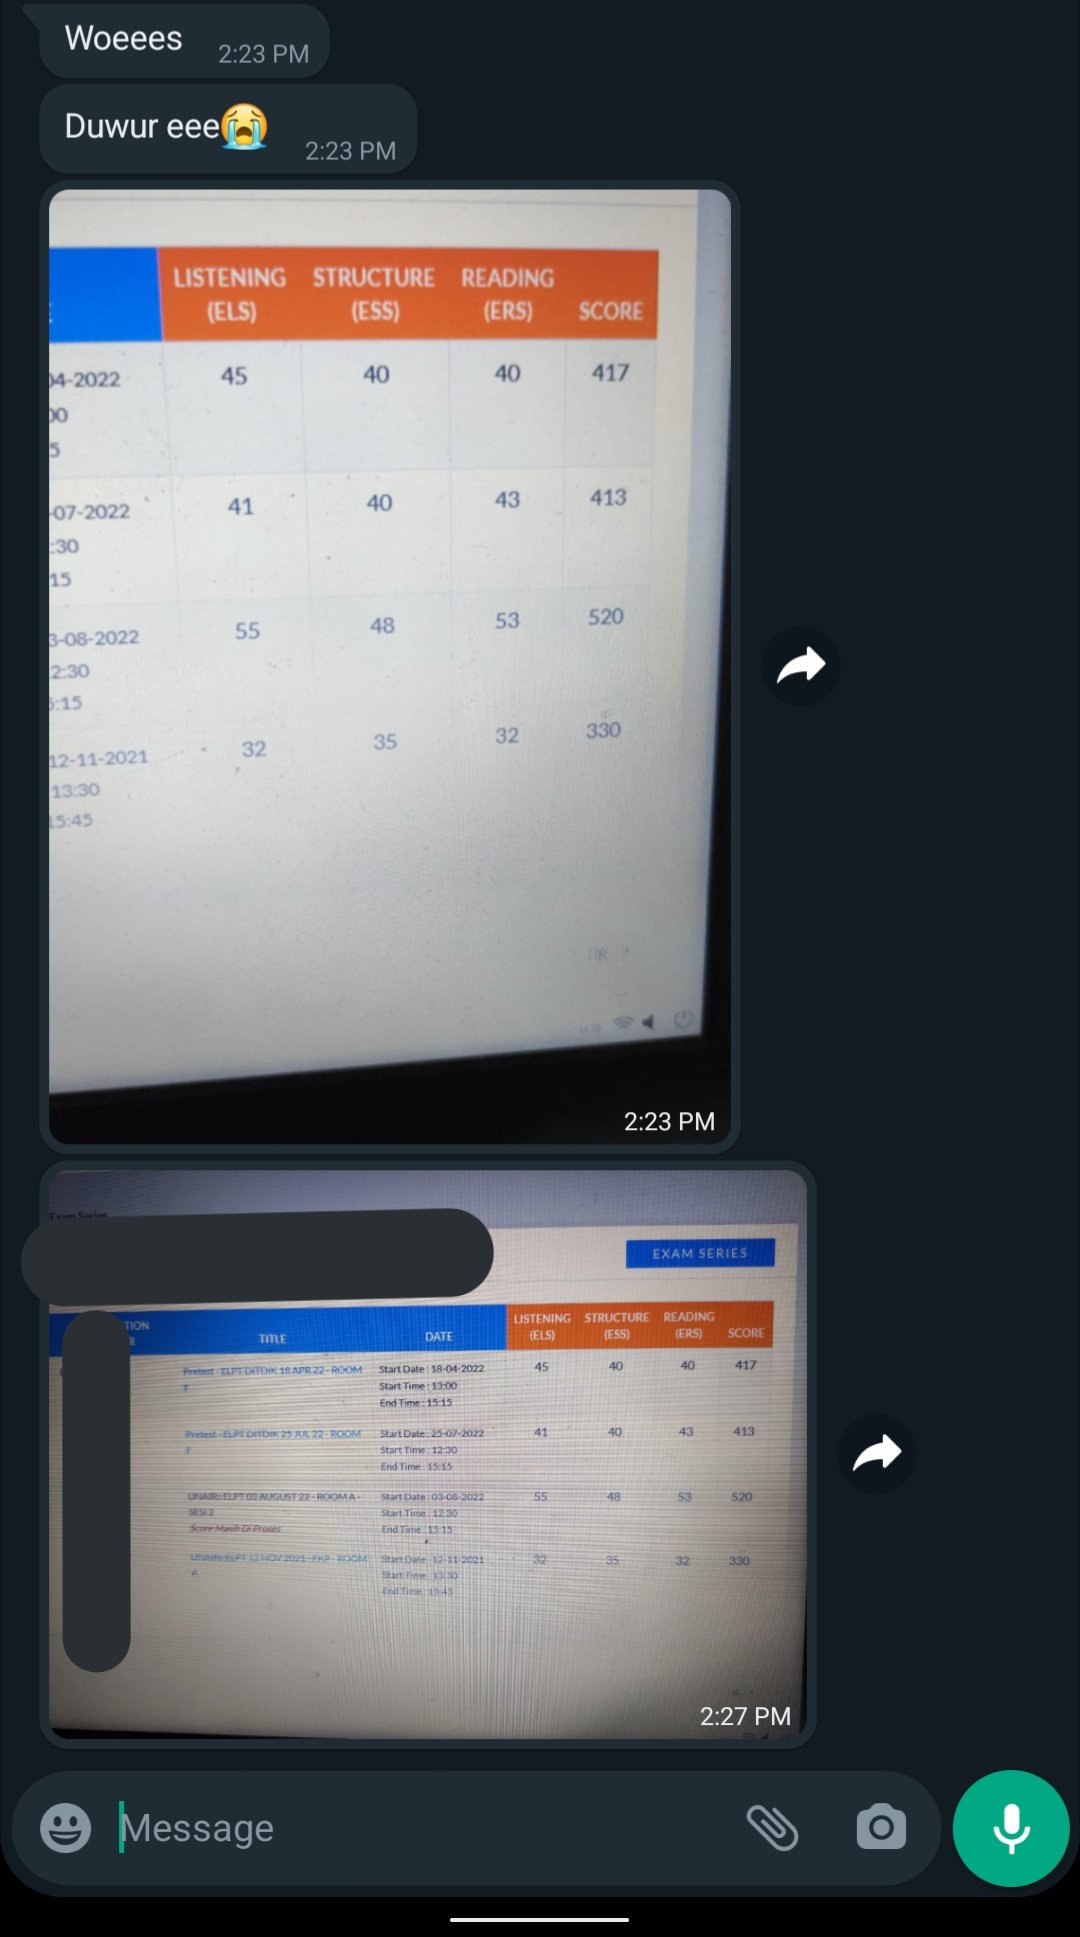 Woeees
2:23 PM
Duwur eee😭
2:23 PM
LISTENING (ELS) STRUCTURE (ESS) READING (ERS) SCORE
04-2022 45 40 40 417
00
5
-07-2022 41 40 43 413
:30
15
3-08-2022 55 48 53 520
2:30
5:15
12-11-2021 32 35 32 330
13:30
15:45
2:23 PM
Exam Series
EXAM SERIES
TION
R
TITLE DATE LISTENING (ELS) STRUCTURE (ESS) READING (ERS) SCORE
Pretest - ELPT DITDIK 18 APR 22 - ROOM Start Date : 18-04-2022 45 40 40 417
F Start Time : 13:00
End Time : 15:15
Pretest - ELPT DITDIK 25 JUL 22 - ROOM Start Date : 25-07-2022 41 40 43 413
F Start Time : 12:30
End Time : 15:15
UNAIR: ELPT 03 AUGUST 22 - ROOM A - Start Date : 03-08-2022 55 48 53 520
SESI 2 Start Time : 12:30
Score Masih Di Proses End Time : 15:15
UNAIR: ELPT 12 NOV 2021 - FKP - ROOM Start Date : 12-11-2021 32 35 32 330
A Start Time : 13:30
End Time : 15:45
2:27 PM
Message